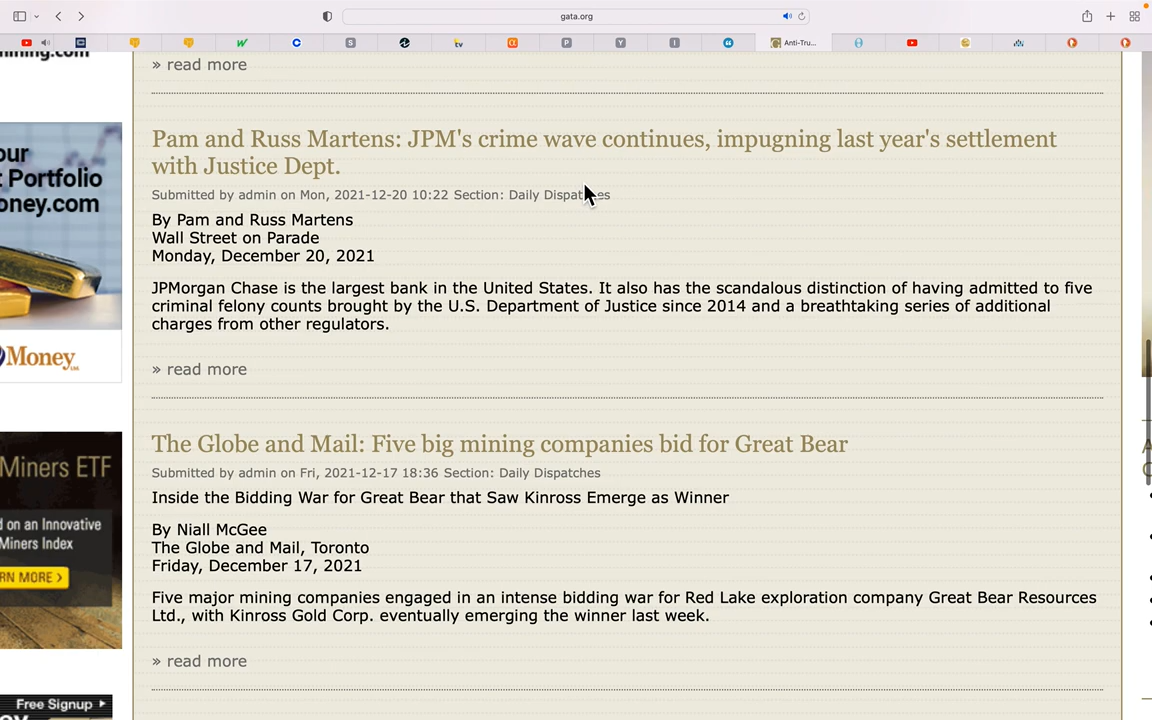 gata.org
Anti-Tru...
» read more
our
Portfolio
oney.com
Money
Pam and Russ Martens: JPM's crime wave continues, impugning last year's settlement
with Justice Dept.
Submitted by admin on Mon, 2021-12-20 10:22 Section: Daily Dispatches
By Pam and Russ Martens
Wall Street on Parade
Monday, December 20, 2021
JPMorgan Chase is the largest bank in the United States. It also has the scandalous distinction of having admitted to five
criminal felony counts brought by the U.S. Department of Justice since 2014 and a breathtaking series of additional
charges from other regulators.
» read more
Miners ETF
d on an Innovative
Miners Index
RN MORE >
The Globe and Mail: Five big mining companies bid for Great Bear
Submitted by admin on Fri, 2021-12-17 18:36 Section: Daily Dispatches
Inside the Bidding War for Great Bear that Saw Kinross Emerge as Winner
By Niall McGee
The Globe and Mail, Toronto
Friday, December 17, 2021
Five major mining companies engaged in an intense bidding war for Red Lake exploration company Great Bear Resources
Ltd., with Kinross Gold Corp. eventually emerging the winner last week.
» read more
Free Signup